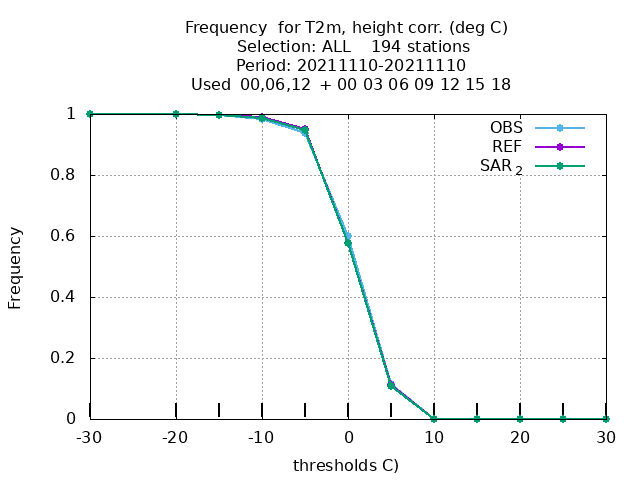 Frequency  for T2m, height corr. (deg C)
Selection: ALL    194 stations
Period: 20211110-20211110
Used  00,06,12  + 00 03 06 09 12 15 18
OBS
REF
SAR 2
1
0.8
0.6
0.4
0.2
0
Frequency
-30 -20 -10 0 10 20 30
thresholds C)